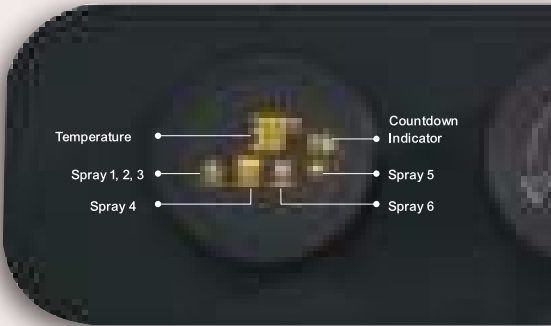 Temperature
Spray 1, 2, 3
Spray 4
Countdown
Indicator
Spray 5
Spray 6